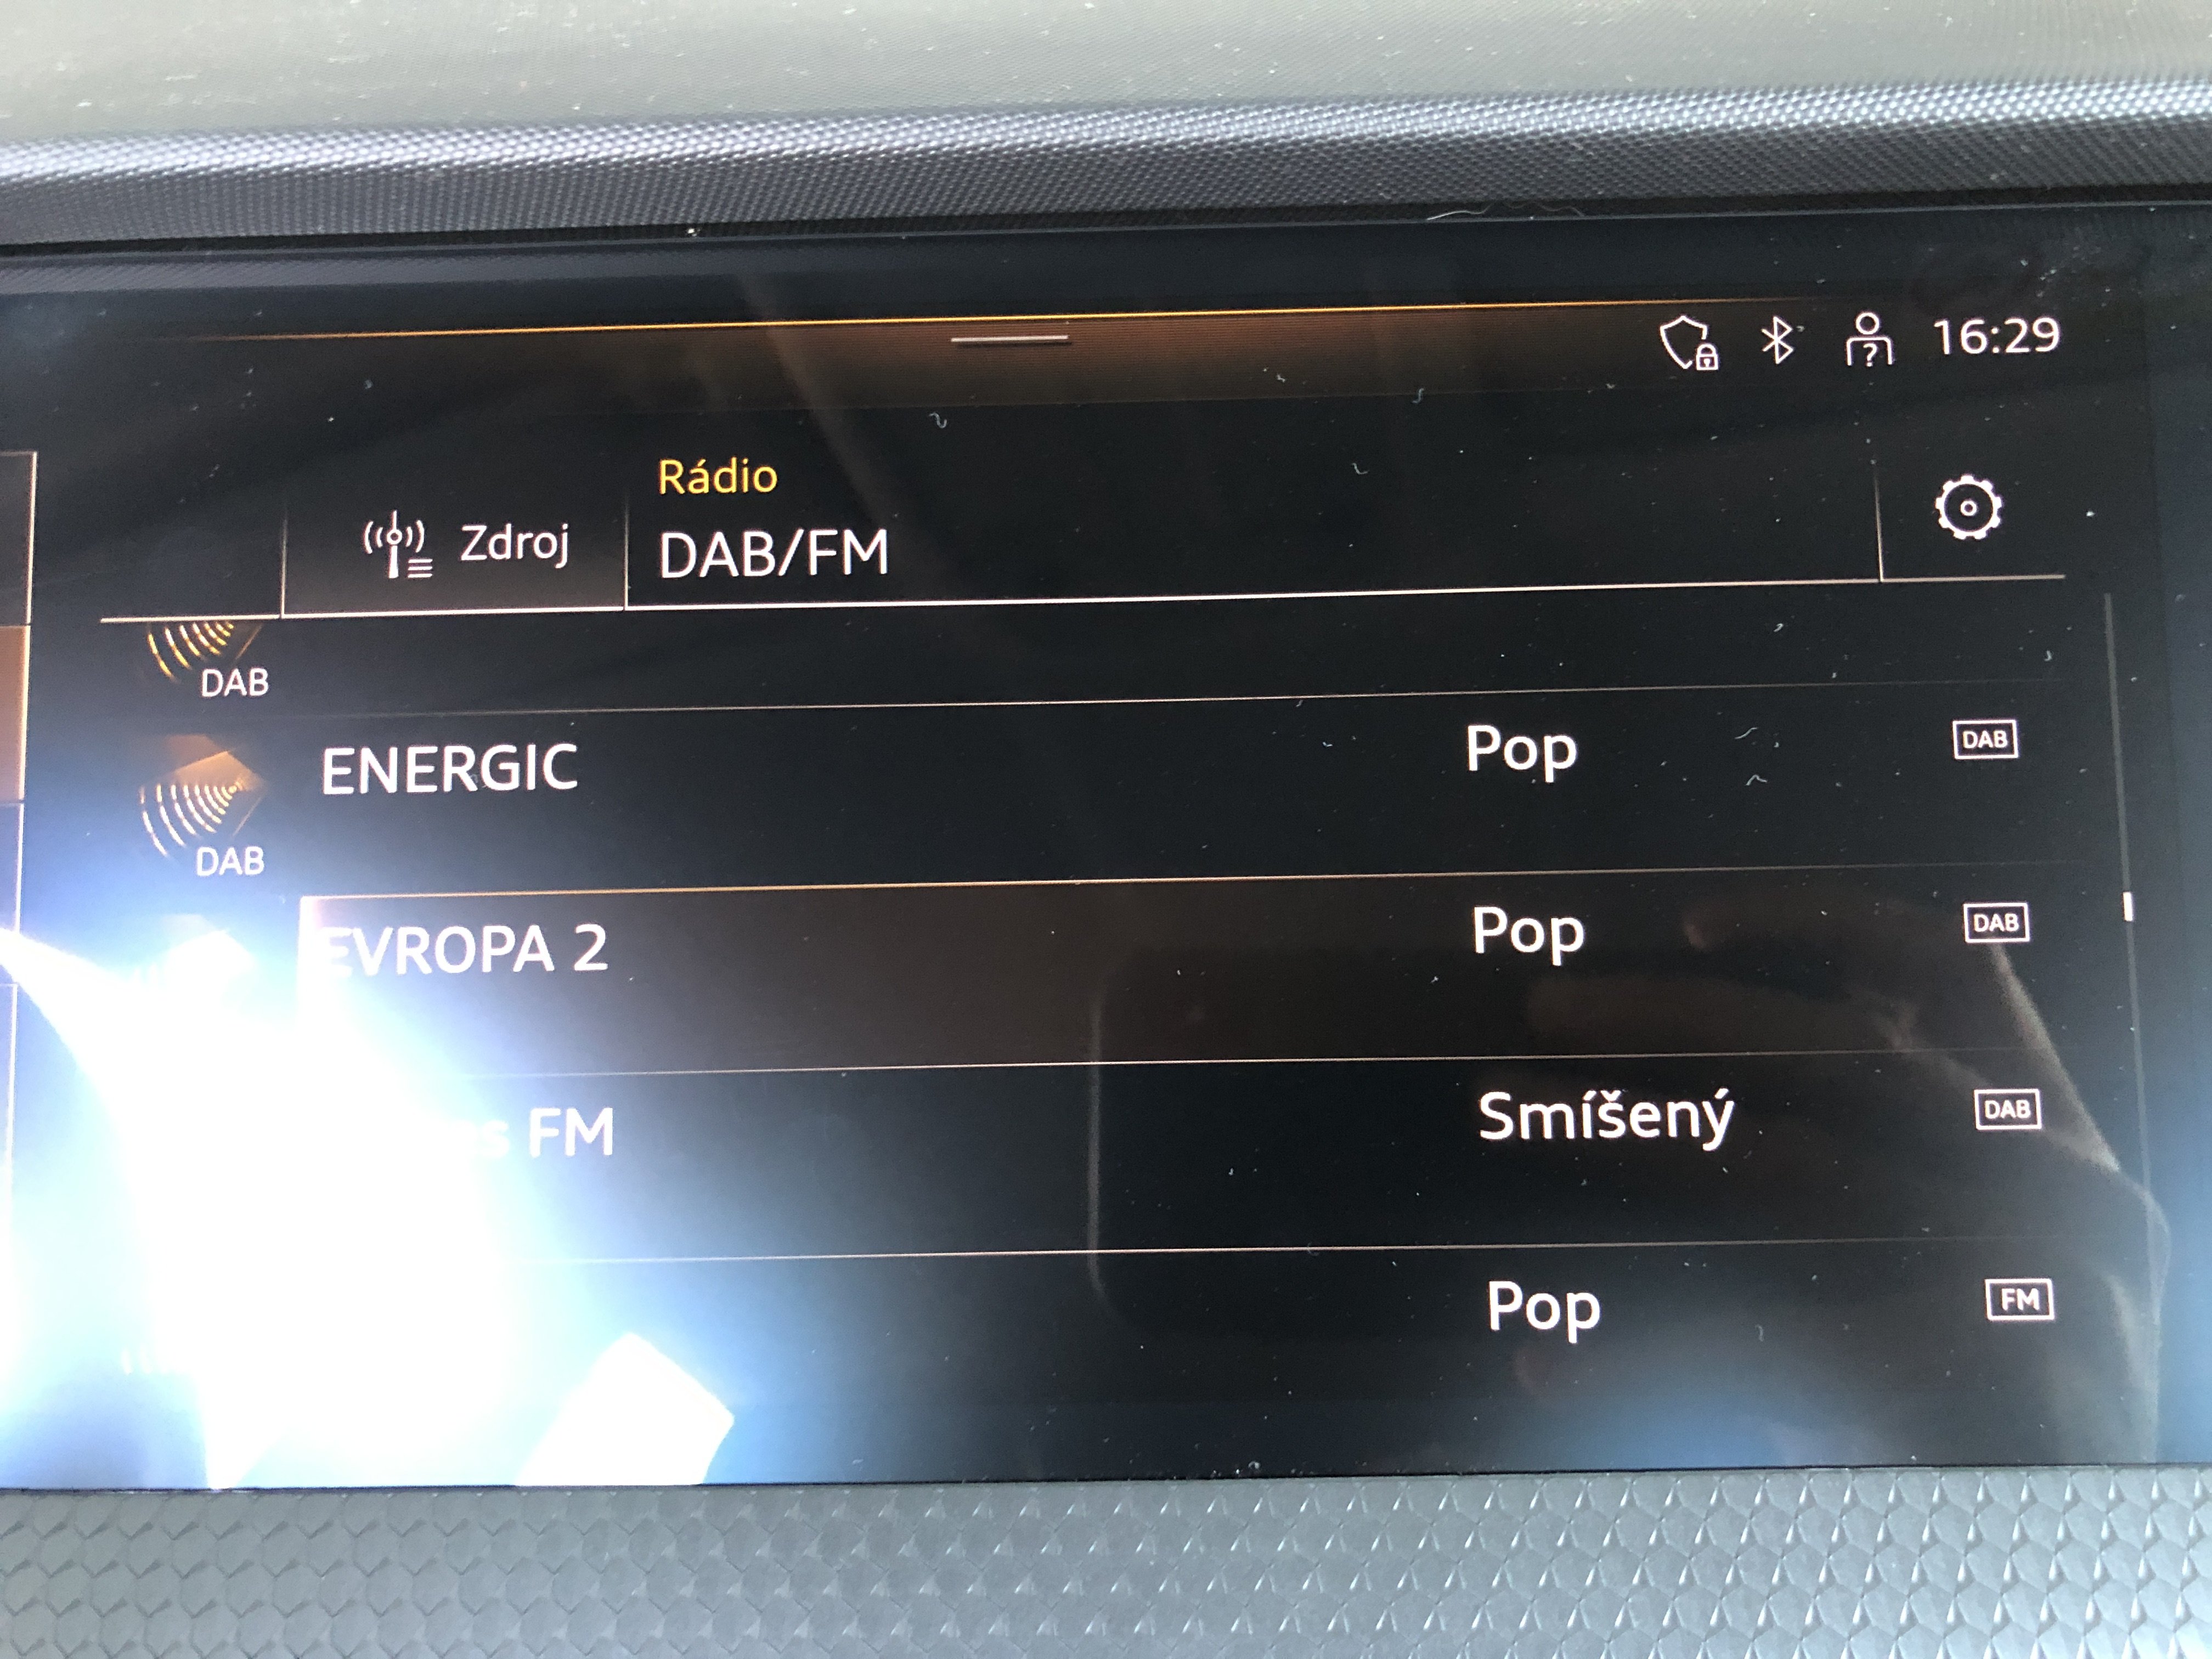 16:29
Rádio
Zdroj
DAB/FM
DAB
ENERGIC Pop DAB
DAB
EVROPA 2 Pop DAB
FM Smíšený DAB
Pop FM